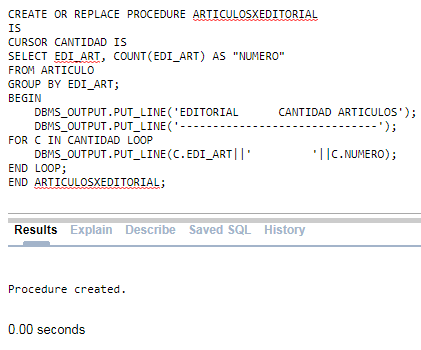 CREATE OR REPLACE PROCEDURE ARTICULOSXEDITORIAL
IS
CURSOR CANTIDAD IS
SELECT EDI_ART, COUNT(EDI_ART) AS "NUMERO"
FROM ARTICULO
GROUP BY EDI_ART;
BEGIN
    DBMS_OUTPUT.PUT_LINE('EDITORIAL      CANTIDAD ARTICULOS');
    DBMS_OUTPUT.PUT_LINE('------------------------------');
FOR C IN CANTIDAD LOOP
    DBMS_OUTPUT.PUT_LINE(C.EDI_ART||'         '||C.NUMERO);
END LOOP;
END ARTICULOSXEDITORIAL;
Results Explain Describe Saved SQL History
Procedure created.
0.00 seconds